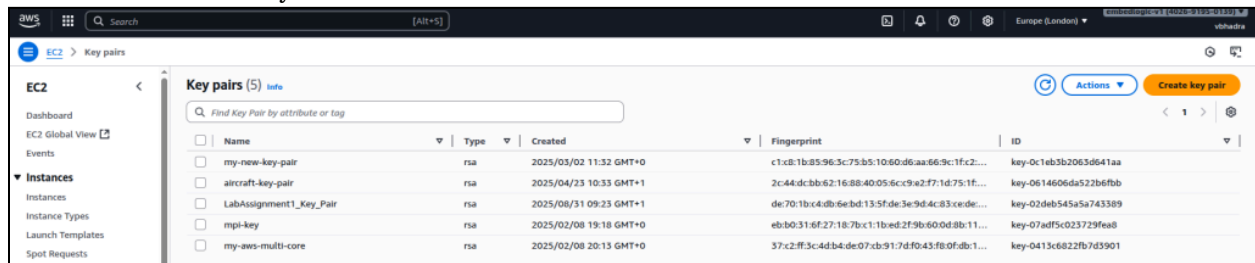 aws Search [Alt+S] Europe (London) embedlogic-v1 (4026-9195-0139)
vbhadra
EC2 > Key pairs
EC2
Dashboard
EC2 Global View
Events
Instances
Instances
Instance Types
Launch Templates
Spot Requests
Key pairs (5) Info
Actions Create key pair
Find Key Pair by attribute or tag
1
Name Type Created Fingerprint ID
my-new-key-pair rsa 2025/03/02 11:32 GMT+0 c1:c8:1b:85:96:3c:75:b5:10:60:d6:aa:66:9c:1f:c2:... key-0c1eb3b2063d641aa
aircraft-key-pair rsa 2025/04/23 10:33 GMT+1 2c:44:dc:bb:62:16:88:40:05:6c:c9:e2:f7:1d:75:1f:... key-0614606da522b6fbb
LabAssignment1_Key_Pair rsa 2025/08/31 09:23 GMT+1 de:70:1b:c4:db:6e:bd:13:5f:de:3e:9d:4c:83:ce:de:... key-02deb545a5a743389
mpi-key rsa 2025/02/08 19:18 GMT+0 eb:b0:31:6f:27:18:7b:c1:1b:ed:2f:9b:60:0d:8b:11... key-07adf5c023729fea8
my-aws-multi-core rsa 2025/02/08 20:13 GMT+0 37:c2:ff:3c:4d:b4:de:07:cb:91:7d:f0:43:f8:0f:db:1... key-0413c6822fb7d3901